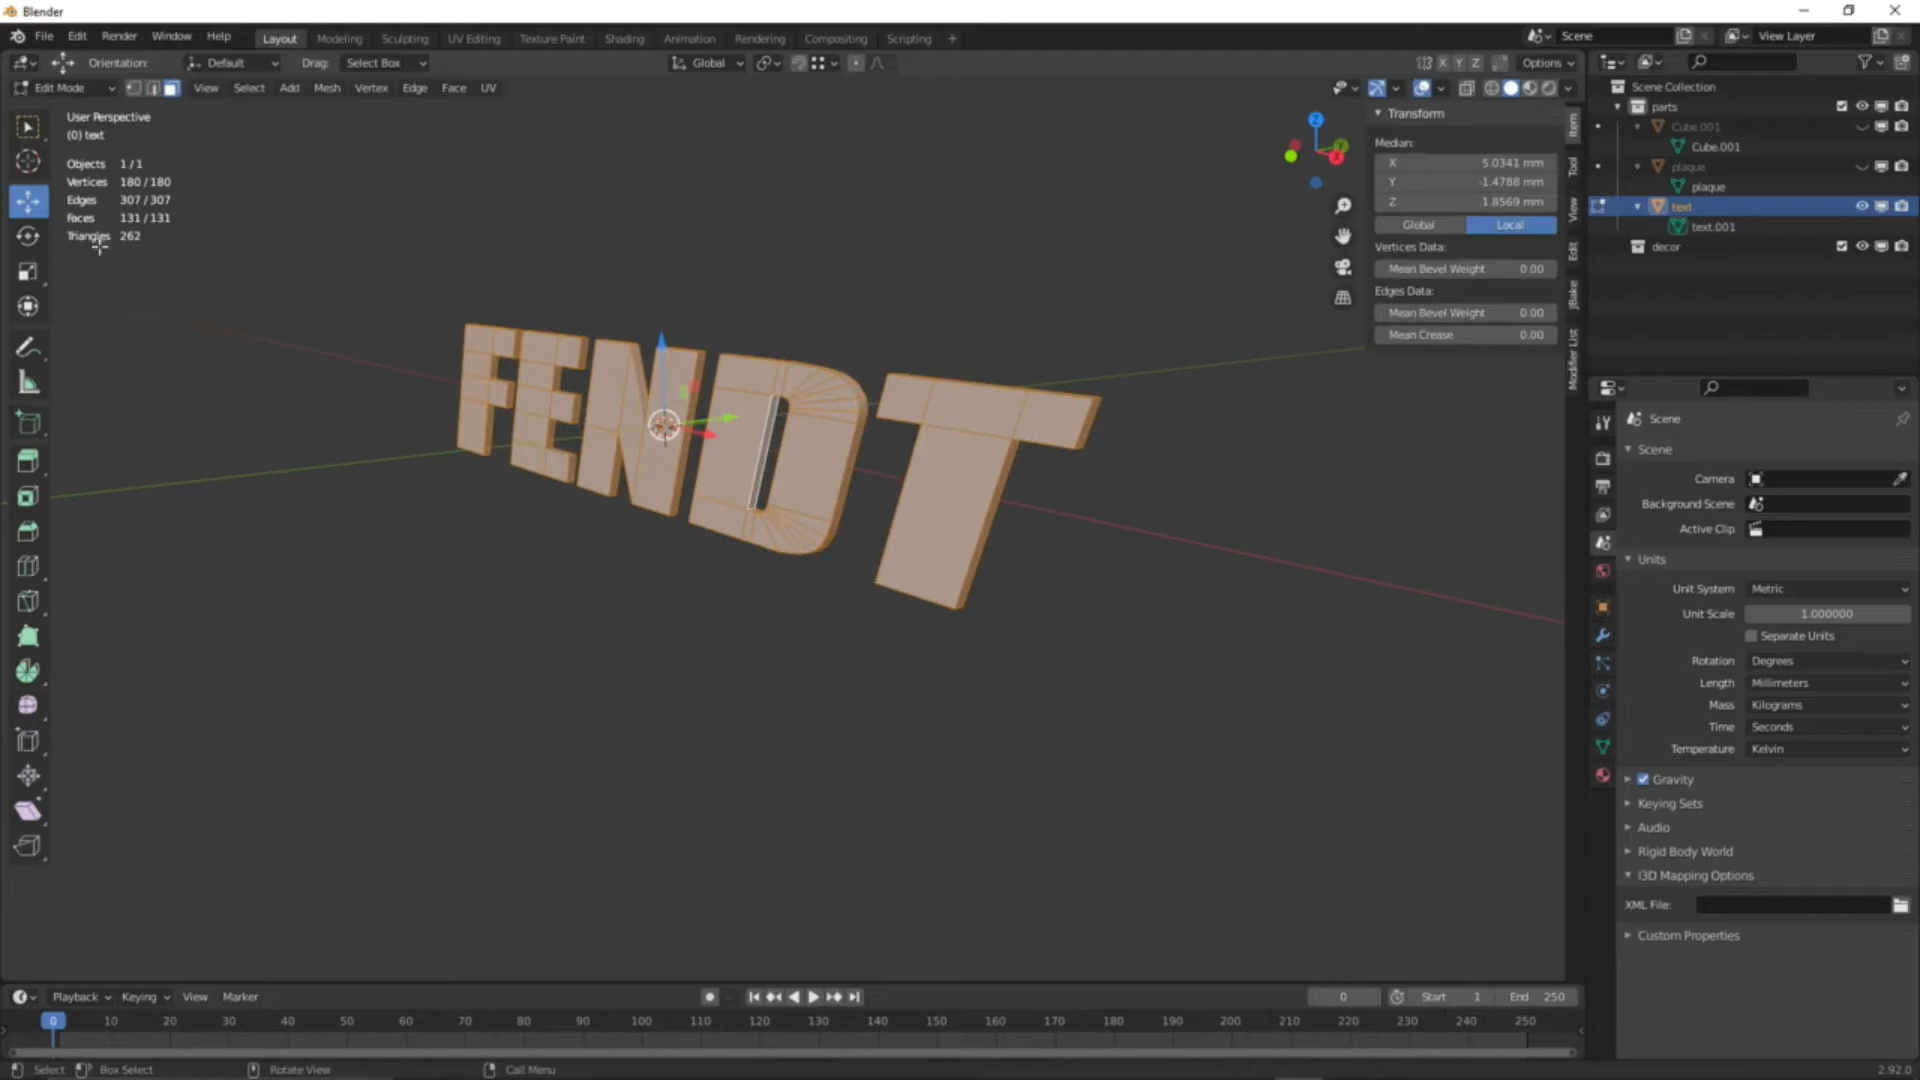 Blender
File Edit Render Window Help Layout Modeling Sculpting UV Editing Texture Paint Shading Animation Rendering Compositing Scripting + Scene View Layer
Orientation: Default Drag: Select Box Global X Y Z Options
Edit Mode View Select Add Mesh Vertex Edge Face UV
User Perspective
(0) text
Objects 1 / 1
Vertices 180 / 180
Edges 307 / 307
Faces 131 / 131
Triangles 262
Z
X
FENDT
Transform
Median:
X 5.0341 mm
Y -1.4788 mm
Z 1.8569 mm
Global Local
Vertices Data:
Mean Bevel Weight 0.00
Edges Data:
Mean Bevel Weight 0.00
Mean Crease 0.00
Item
Tool
View
Edit
JBake
Modifier List
Scene Collection
parts
Cube.001
Cube.001
plaque
plaque
text
text.001
decor
Scene
Scene
Camera
Background Scene
Active Clip
Units
Unit System Metric
Unit Scale 1.000000
Separate Units
Rotation Degrees
Length Millimeters
Mass Kilograms
Time Seconds
Temperature Kelvin
Gravity
Keying Sets
Audio
Rigid Body World
I3D Mapping Options
XML File:
Custom Properties
Playback Keying View Marker 0 Start 1 End 250
0 10 20 30 40 50 60 70 80 90 100 110 120 130 140 150 160 170 180 190 200 210 220 230 240 250
Select Box Select Rotate View Call Menu 2.92.0